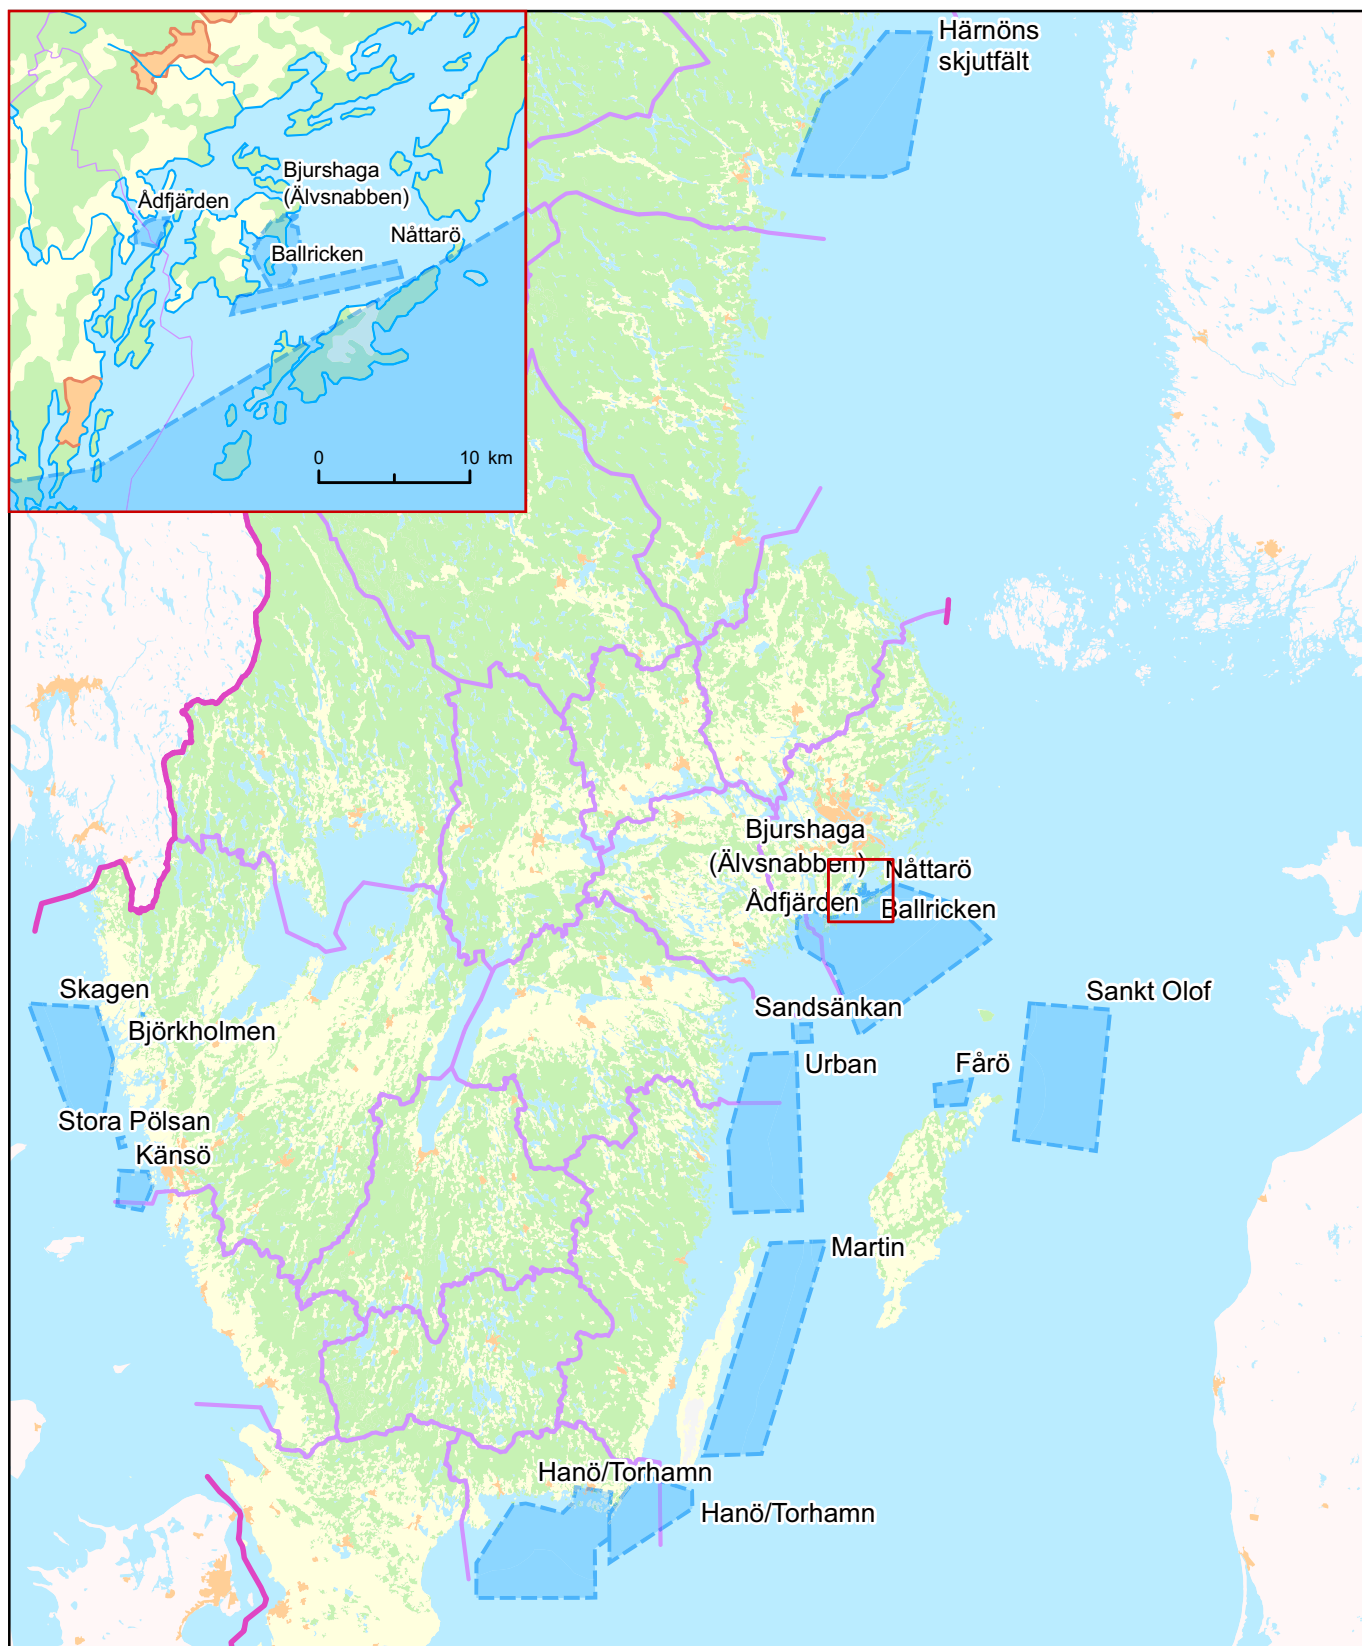 Härnöns
skjutfält
Bjurshaga
(Älvsnabben)
Ådfjärden
Nåttarö
Ballricken
0 10 km
Bjurshaga
(Älvsnabben)
Nåttarö
Ådfjärden
Ballricken
Skagen
Sankt Olof
Sandsänkan
Björkholmen
Urban
Fårö
Stora Pölsan
Känsö
Martin
Hanö/Torhamn
Hanö/Torhamn